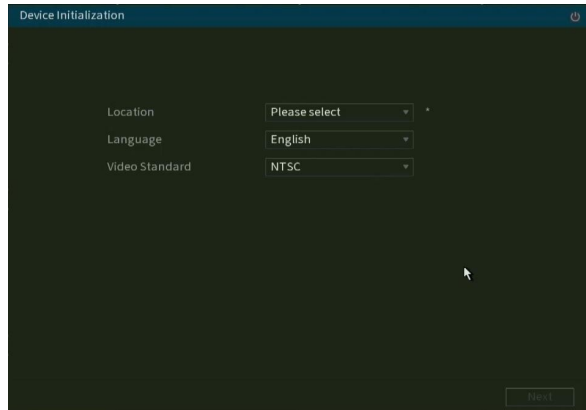 Device Initialization
Location Please select *
Language English
Video Standard NTSC
Next